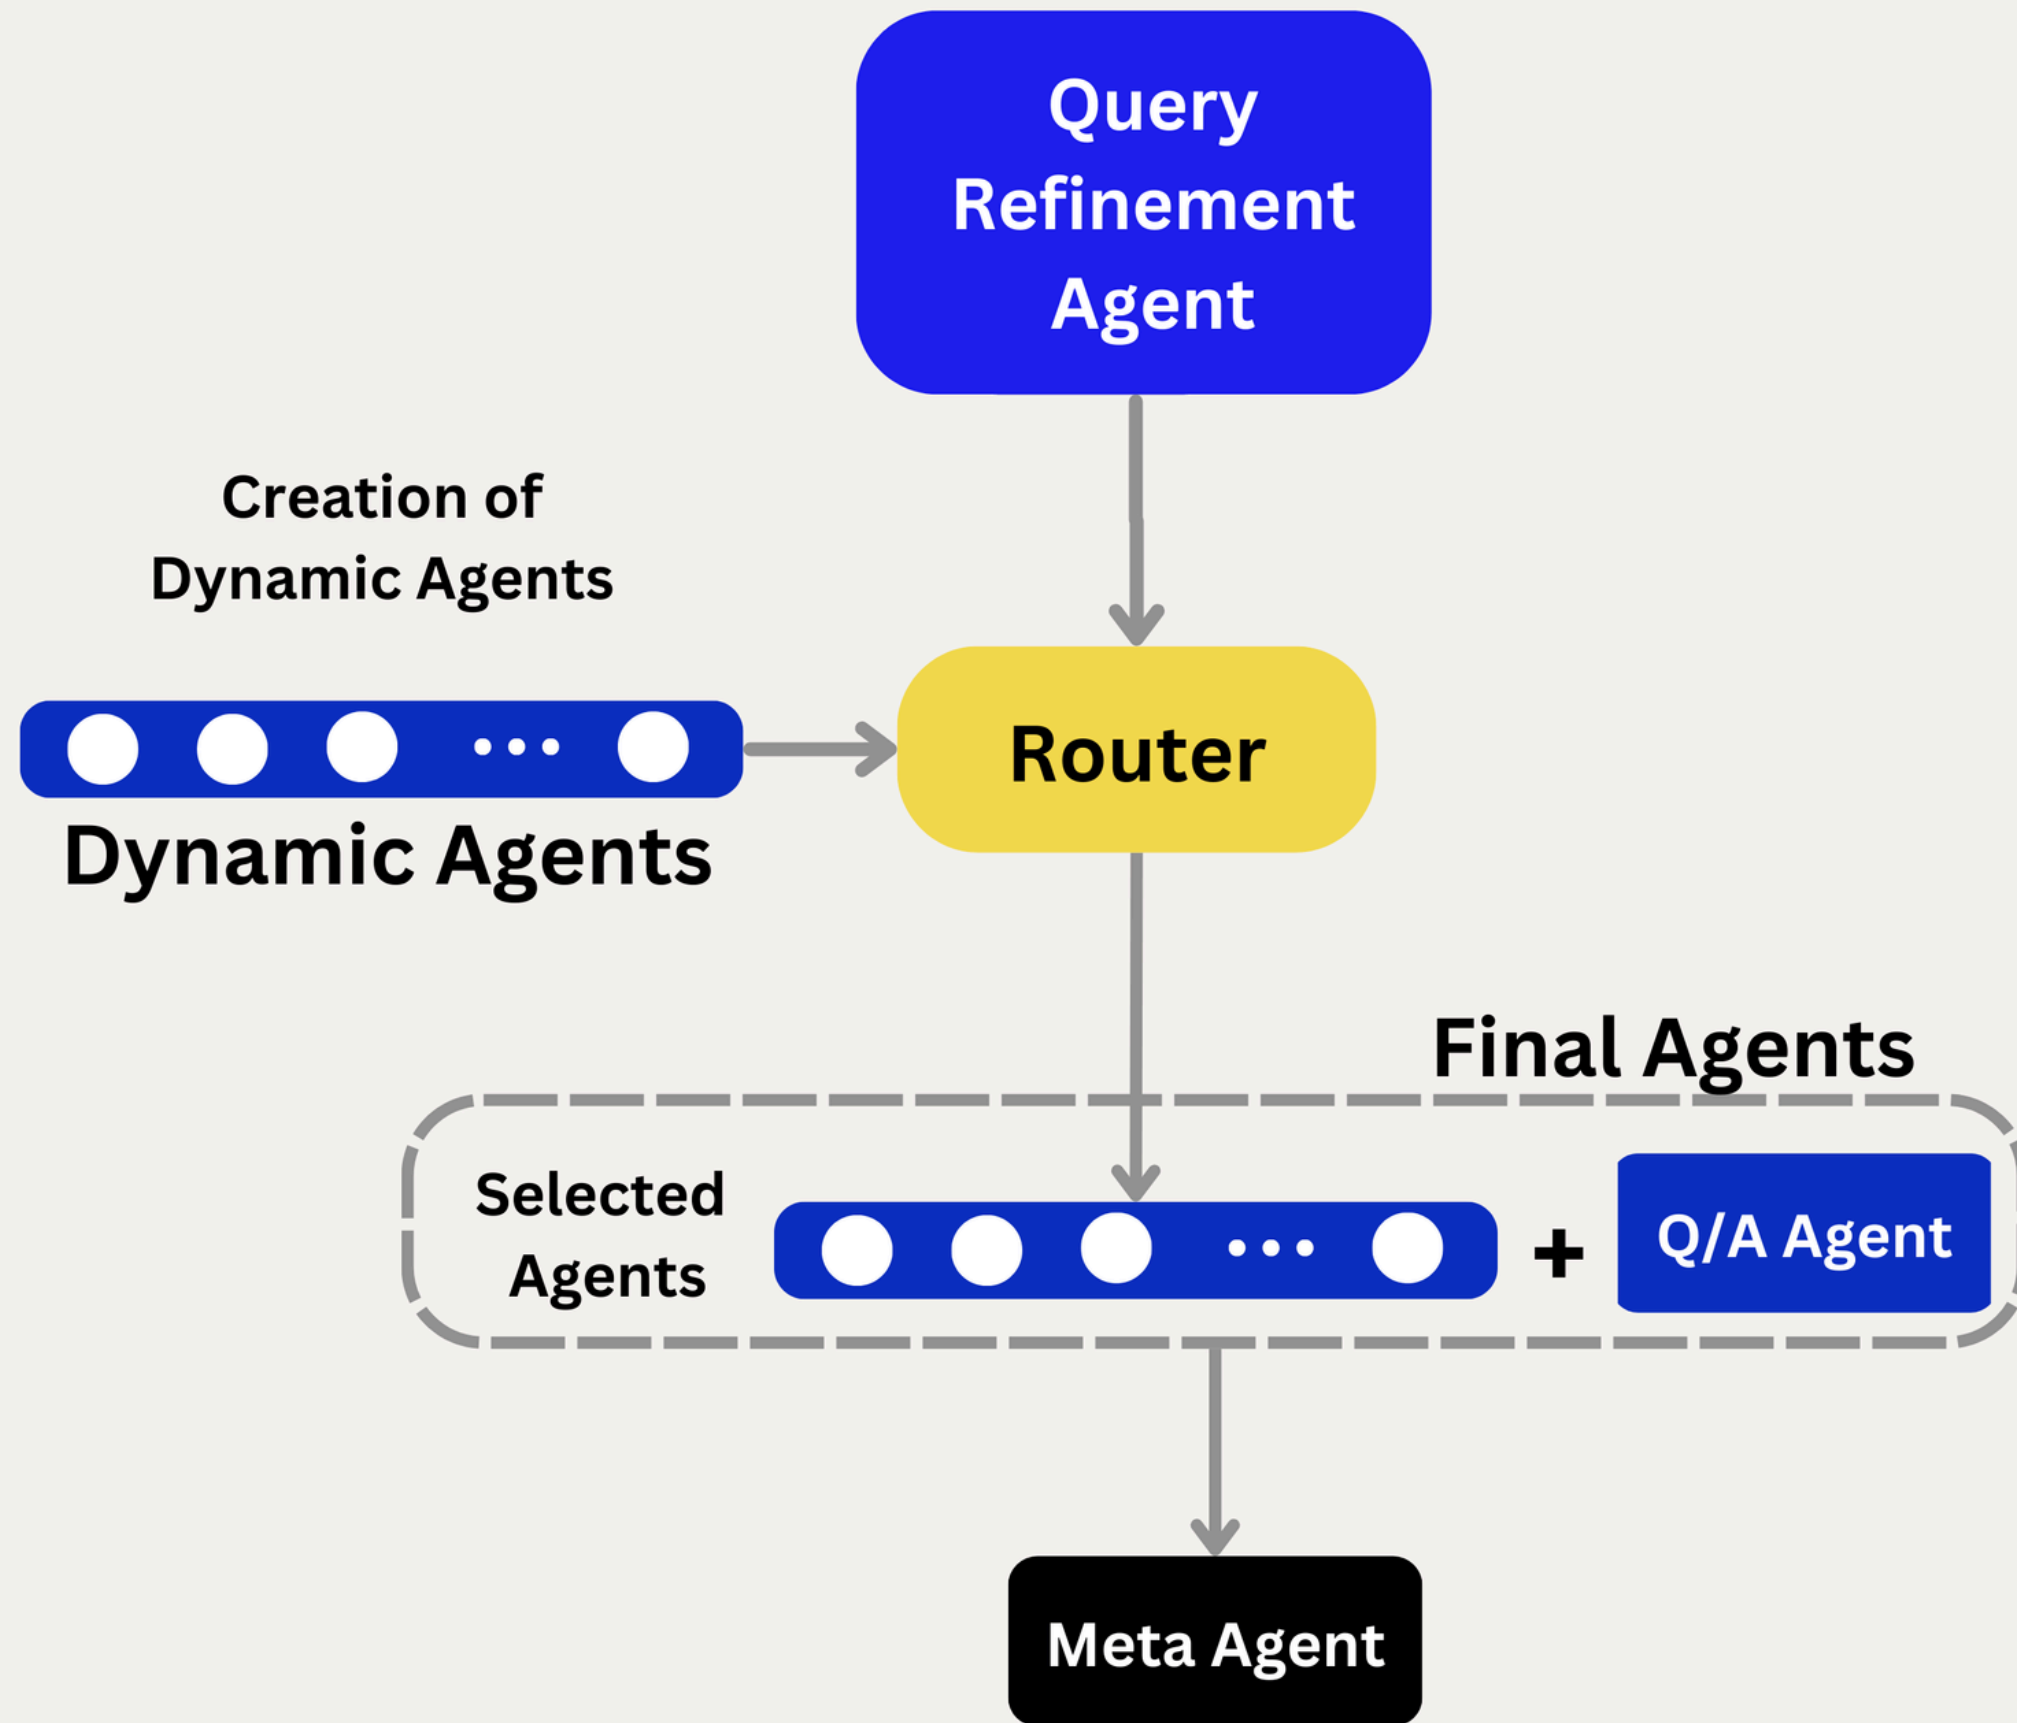 Query
Refinement
Agent
Creation of
Dynamic Agents
Router
Dynamic Agents
Final Agents
Selected
Agents
+
Q/A Agent
Meta Agent